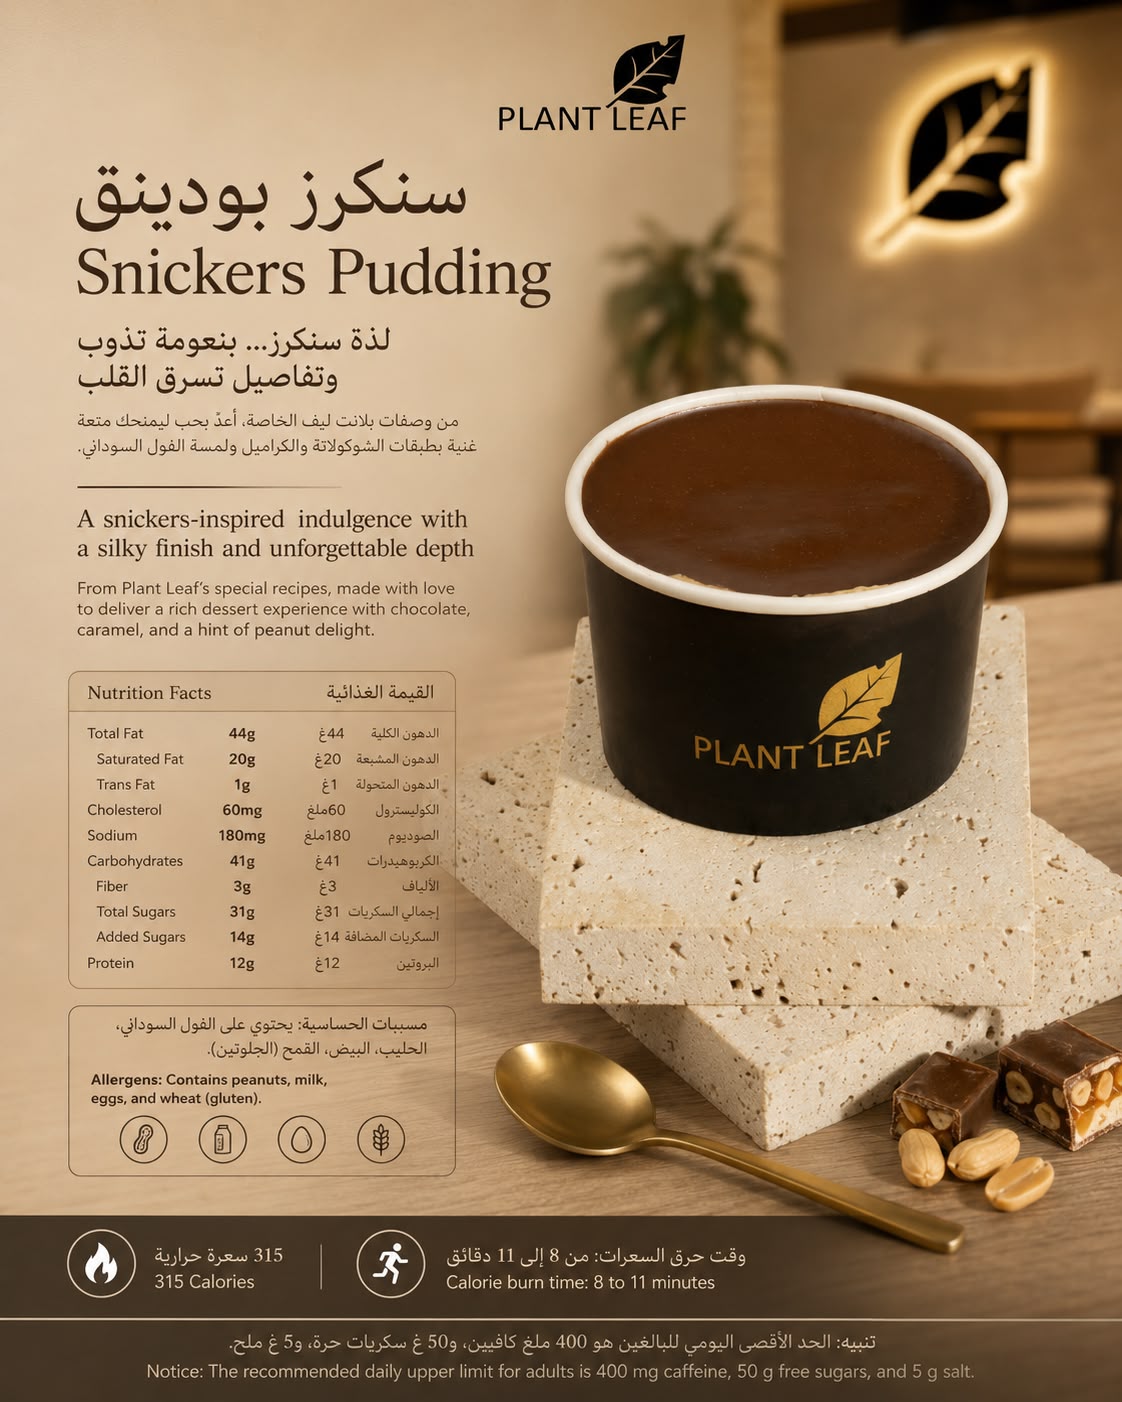 PLANT LEAF
سنكرز بودينق
Snickers Pudding
لذة سنكرز... بنعومة تذوب
وتفاصيل تسرق القلب
من وصفات بلانت ليف الخاصة، أعدّ بحب ليمنحك متعة
غنية بطبقات الشوكولاتة والكراميل ولمسة الفول السوداني.
A snickers-inspired indulgence with
a silky finish and unforgettable depth
From Plant Leaf's special recipes, made with love
to deliver a rich dessert experience with chocolate,
caramel, and a hint of peanut delight.
PLANT LEAF
Nutrition Facts القيمة الغذائية
Total Fat 44g 44غ الدهون الكلية
Saturated Fat 20g 20غ الدهون المشبعة
Trans Fat 1g 1غ الدهون المتحولة
Cholesterol 60mg 60ملغ الكوليسترول
Sodium 180mg 180ملغ الصوديوم
Carbohydrates 41g 41غ الكربوهيدرات
Fiber 3g 3غ الألياف
Total Sugars 31g 31غ إجمالي السكريات
Added Sugars 14g 14غ السكريات المضافة
Protein 12g 12غ البروتين
مسببات الحساسية: يحتوي على الفول السوداني،
الحليب، البيض، القمح (الجلوتين).
Allergens: Contains peanuts, milk,
eggs, and wheat (gluten).
315 سعرة حرارية
315 Calories
وقت حرق السعرات: من 8 إلى 11 دقائق
Calorie burn time: 8 to 11 minutes
تنبيه: الحد الأقصى اليومي للبالغين هو 400 ملغ كافيين، و50 غ سكريات حرة، و5 غ ملح.
Notice: The recommended daily upper limit for adults is 400 mg caffeine, 50 g free sugars, and 5 g salt.